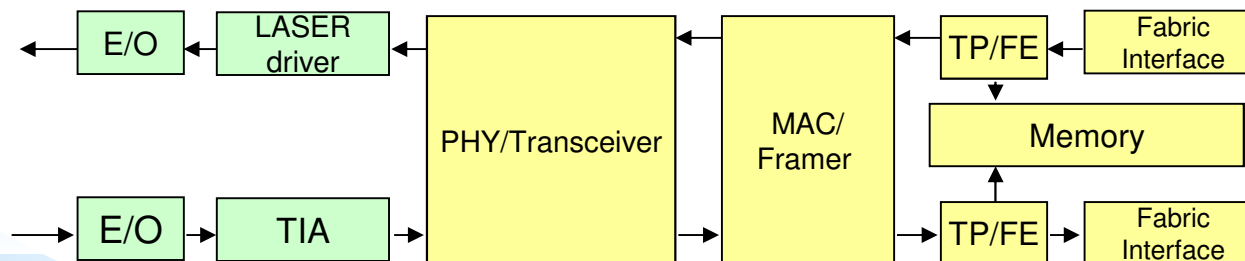 E/O
LASER
driver
PHY/Transceiver
MAC/
Framer
TP/FE
Fabric
Interface
Memory
E/O
TIA
TP/FE
Fabric
Interface